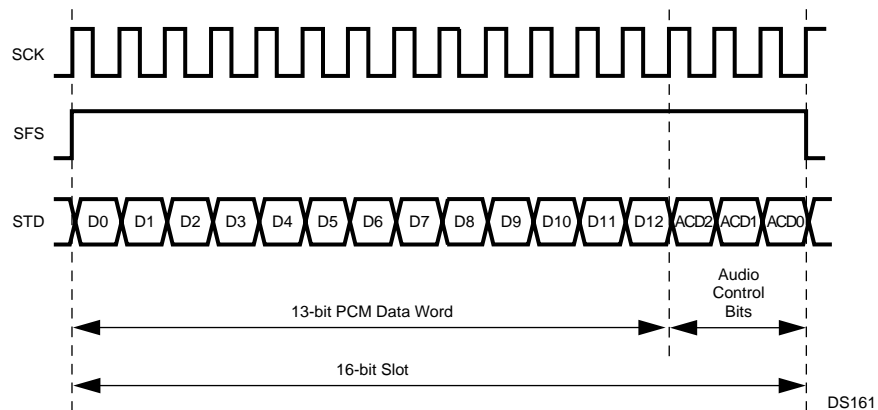 SCK
SFS
STD
D0 D1 D2 D3 D4 D5 D6 D7 D8 D9 D10 D11 D12 ACD2 ACD1 ACD0
13-bit PCM Data Word
Audio
Control
Bits
16-bit Slot
DS161